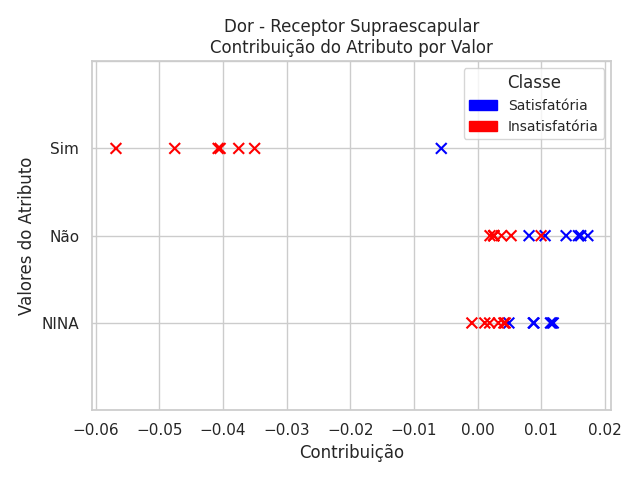 Dor - Receptor Supraescapular
Contribuição do Atributo por Valor
Classe
Satisfatória
Insatisfatória
Valores do Atributo
Sim
Não
NINA
−0.06 −0.05 −0.04 −0.03 −0.02 −0.01 0.00 0.01 0.02
Contribuição